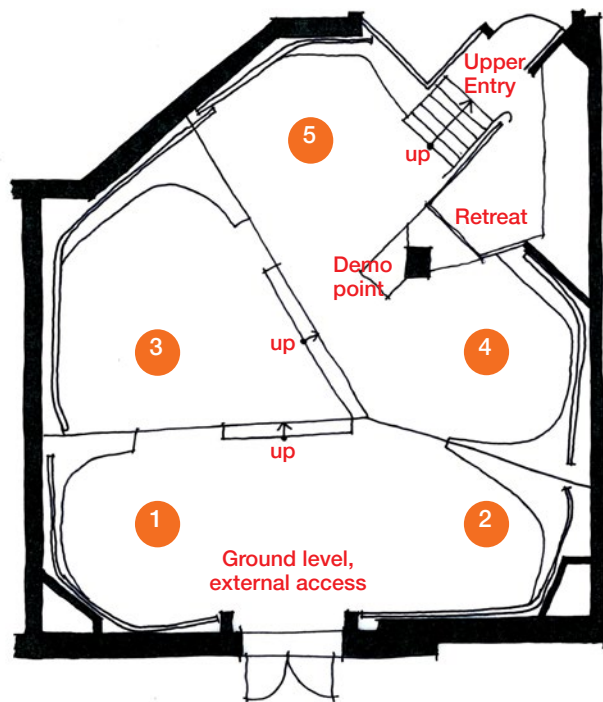 Upper
Entry
5
up
Retreat
Demo
point
3
up
4
up
1
2
Ground level,
external access